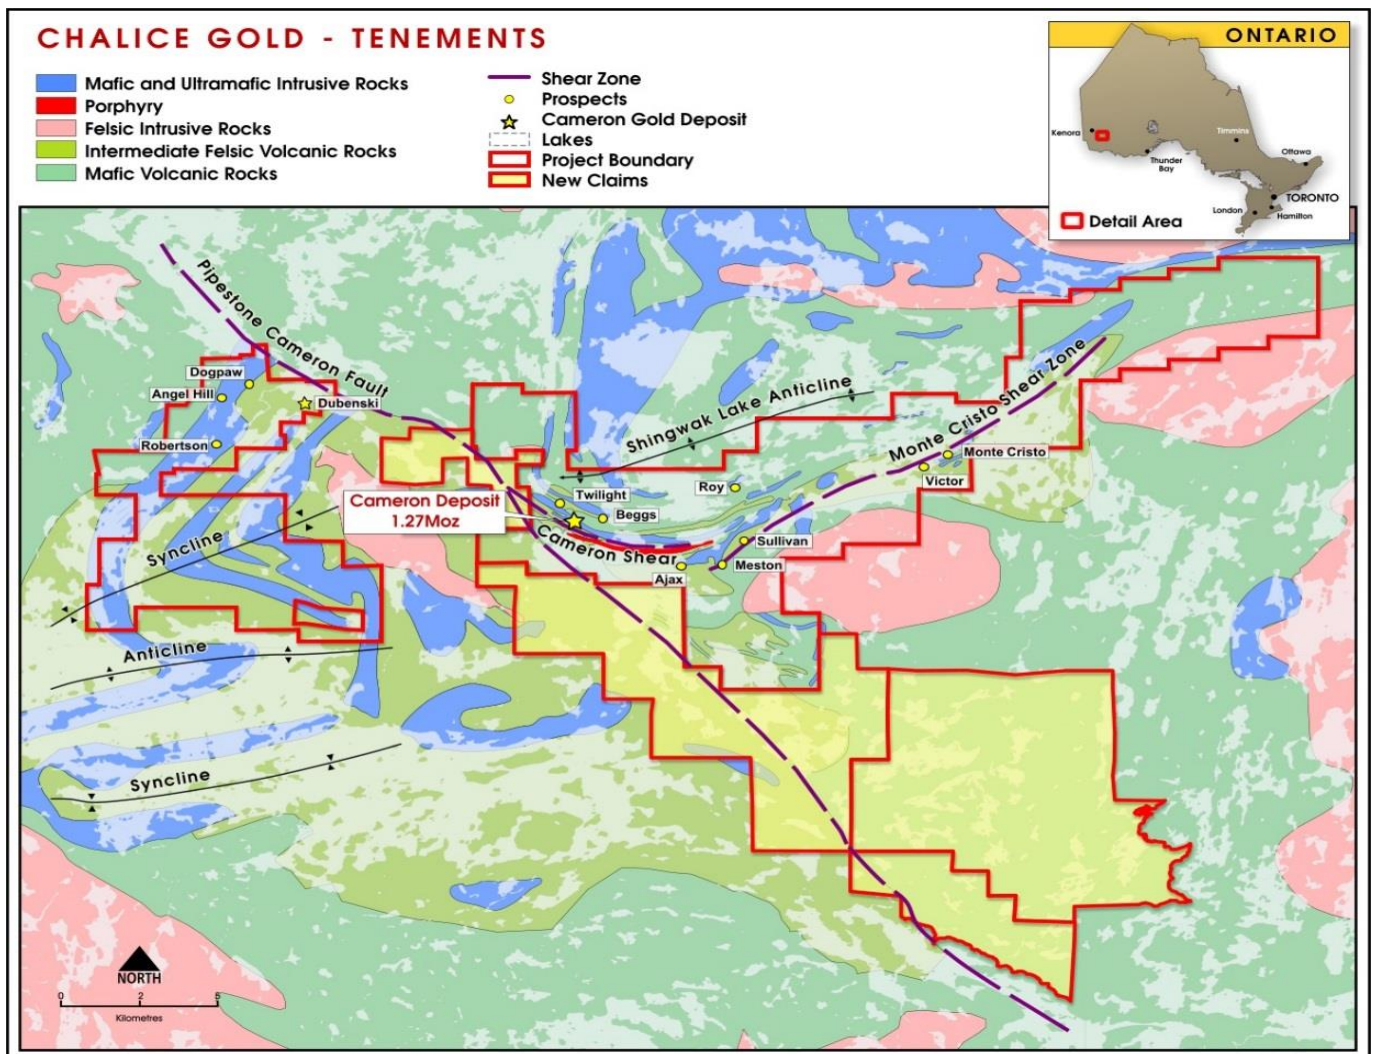 CHALICE GOLD - TENEMENTS
Mafic and Ultramafic Intrusive Rocks
Porphyry
Felsic Intrusive Rocks
Intermediate Felsic Volcanic Rocks
Mafic Volcanic Rocks
Shear Zone
Prospects
Cameron Gold Deposit
Lakes
Project Boundary
New Claims
ONTARIO
Kenora
Timmins
Thunder
Bay
Ottawa
TORONTO
London
Hamilton
Detail Area
Pipestone Cameron Fault
Dogpaw
Angel Hill
Dubenski
Robertson
Shingwak Lake Anticline
Monte Cristo Shear Zone
Monte Cristo
Victor
Roy
Twilight
Beggs
Cameron Deposit
1.27Moz
Cameron Shear
Sullivan
Meston
Ajax
Syncline
Anticline
Syncline
NORTH
0 2 5
Kilometres